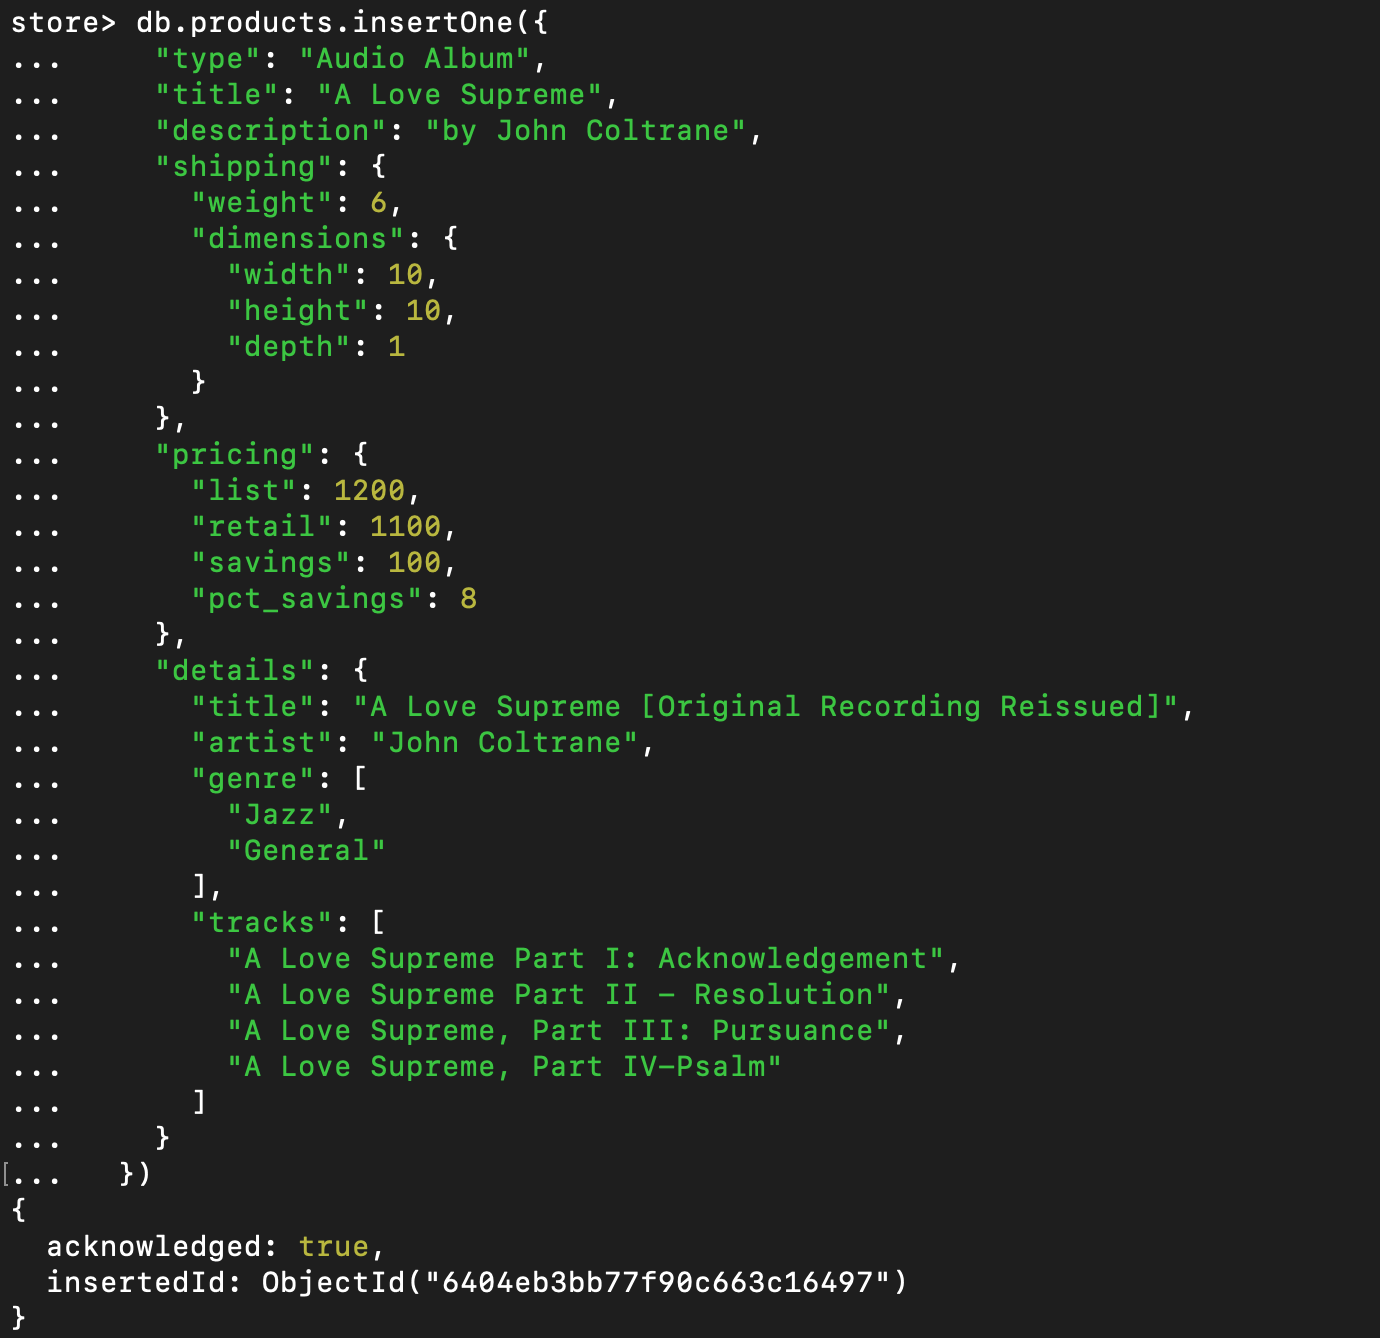 store> db.products.insertOne({
...     "type": "Audio Album",
...     "title": "A Love Supreme",
...     "description": "by John Coltrane",
...     "shipping": {
...       "weight": 6,
...       "dimensions": {
...         "width": 10,
...         "height": 10,
...         "depth": 1
...       }
...     },
...     "pricing": {
...       "list": 1200,
...       "retail": 1100,
...       "savings": 100,
...       "pct_savings": 8
...     },
...     "details": {
...       "title": "A Love Supreme [Original Recording Reissued]",
...       "artist": "John Coltrane",
...       "genre": [
...         "Jazz",
...         "General"
...       ],
...       "tracks": [
...         "A Love Supreme Part I: Acknowledgement",
...         "A Love Supreme Part II - Resolution",
...         "A Love Supreme, Part III: Pursuance",
...         "A Love Supreme, Part IV-Psalm"
...       ]
...     }
[...   })
{
  acknowledged: true,
  insertedId: ObjectId("6404eb3bb77f90c663c16497")
}